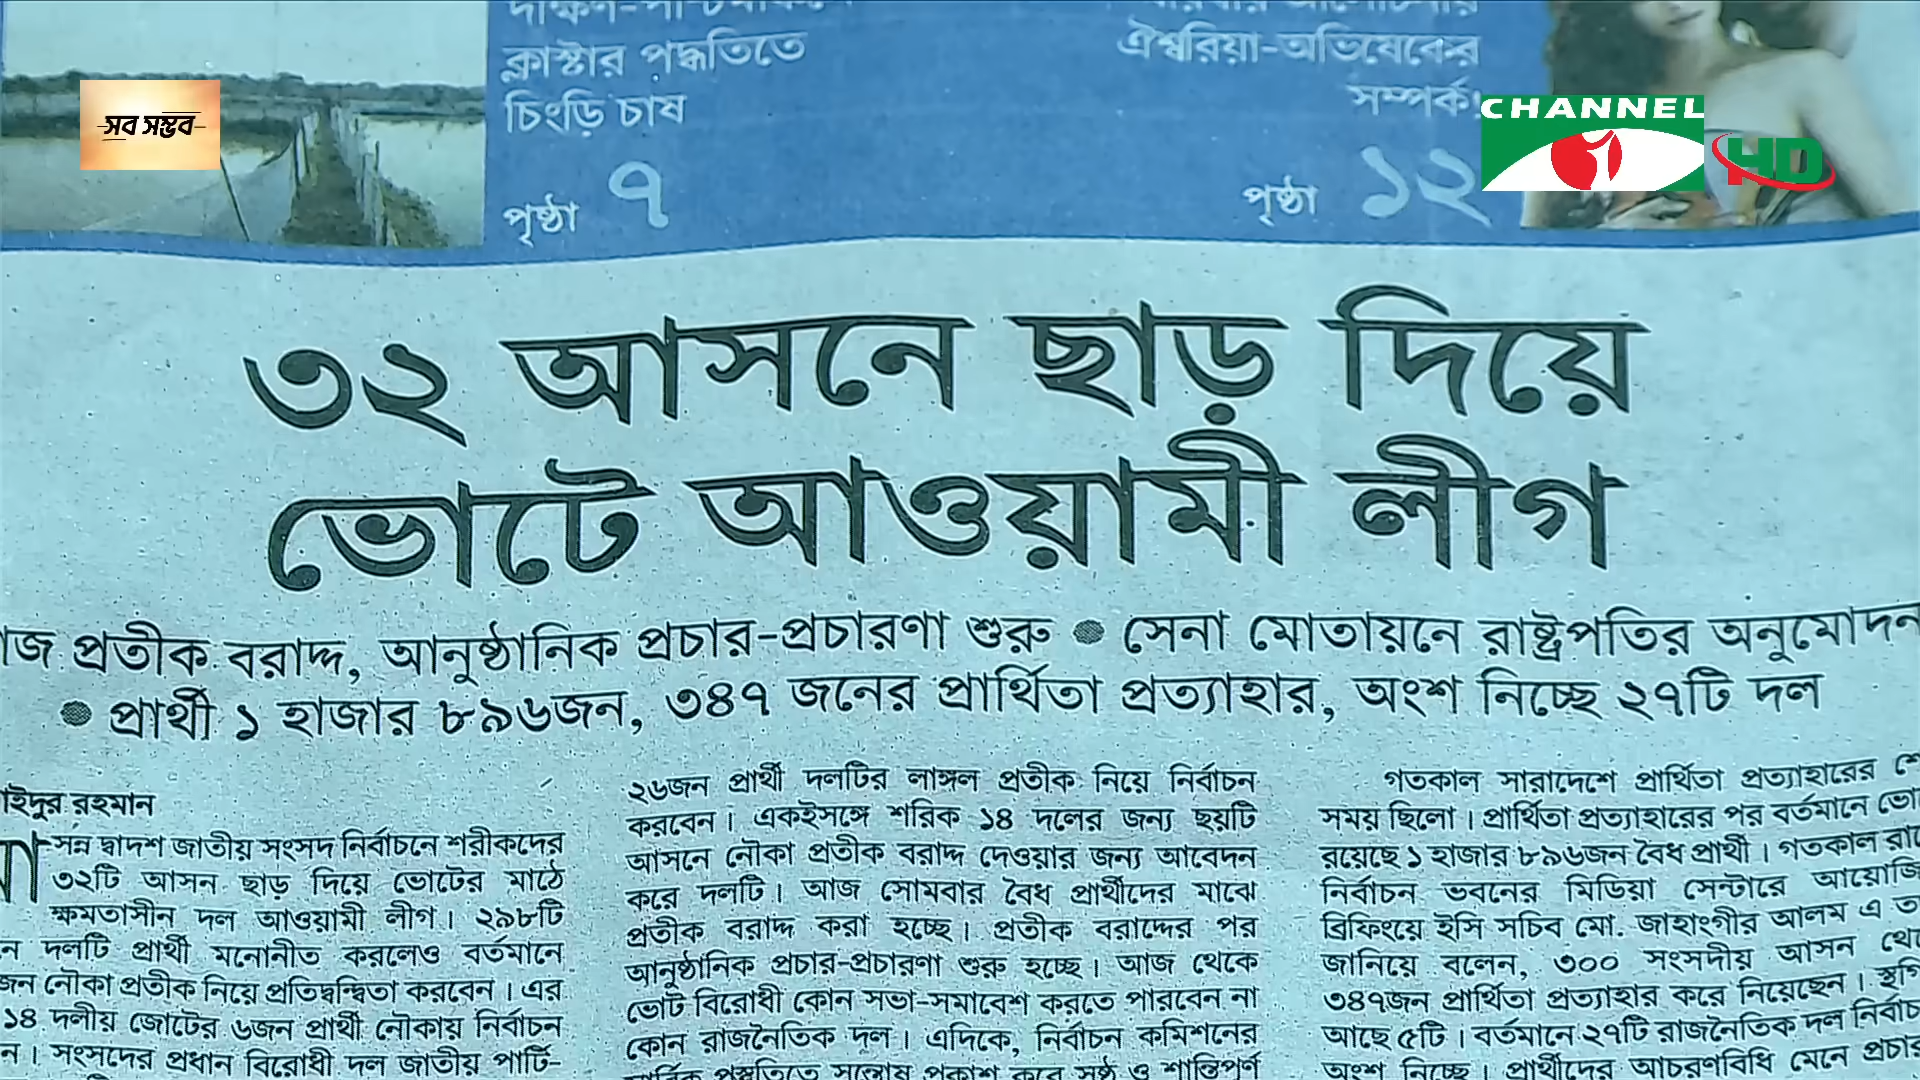 ক্লাস্টার পদ্ধতিতে
চিংড়ি চাষ
পৃষ্ঠা ৭
ঐশ্বরিয়া-অভিষেকের
সম্পর্ক!
পৃষ্ঠা ১২
সব সম্ভব
CHANNEL
HD
৩২ আসনে ছাড় দিয়ে
ভোটে আওয়ামী লীগ
প্রতীক বরাদ্দ, আনুষ্ঠানিক প্রচার-প্রচারণা শুরু ● সেনা মোতায়নে রাষ্ট্রপতির অনুমোদন
● প্রার্থী ১ হাজার ৮৯৬জন, ৩৪৭ জনের প্রার্থিতা প্রত্যাহার, অংশ নিচ্ছে ২৭টি দল
রহমান
সন্ন দ্বাদশ জাতীয় সংসদ নির্বাচনে শরীকদের
৩২টি আসন ছাড় দিয়ে ভোটের মাঠে
ক্ষমতাসীন দল আওয়ামী লীগ। ২৯৮টি
দলটি প্রার্থী মনোনীত করলেও বর্তমানে
জন নৌকা প্রতীক নিয়ে প্রতিদ্বন্দ্বিতা করবেন। এর
১৪ দলীয় জোটের ৬জন প্রার্থী নৌকায় নির্বাচন
ন। সংসদের প্রধান বিরোধী দল জাতীয় পার্টি-
২৬জন প্রার্থী দলটির লাঙ্গল প্রতীক নিয়ে নির্বাচন
করবেন। একইসঙ্গে শরিক ১৪ দলের জন্য ছয়টি
আসনে নৌকা প্রতীক বরাদ্দ দেওয়ার জন্য আবেদন
করে দলটি। আজ সোমবার বৈধ প্রার্থীদের মাঝে
প্রতীক বরাদ্দ করা হচ্ছে। প্রতীক বরাদ্দের পর
আনুষ্ঠানিক প্রচার-প্রচারণা শুরু হচ্ছে। আজ থেকে
ভোট বিরোধী কোন সভা-সমাবেশ করতে পারবেন না
কোন রাজনৈতিক দল। এদিকে, নির্বাচন কমিশনের
সার্বিক প্রস্তুতিতে সন্তোষ প্রকাশ করে সুষ্ঠু ও শান্তিপূর্ণ
গতকাল সারাদেশে প্রার্থিতা প্রত্যাহারের
সময় ছিলো। প্রার্থিতা প্রত্যাহারের পর বর্তমানে
রয়েছে ১ হাজার ৮৯৬জন বৈধ প্রার্থী। গতকাল
নির্বাচন ভবনের মিডিয়া সেন্টারে
ব্রিফিংয়ে ইসি সচিব মো. জাহাংগীর আলম এ
জানিয়ে বলেন, ৩০০ সংসদীয় আসন
৩৪৭জন প্রার্থিতা প্রত্যাহার করে নিয়েছেন।
আছে ৫টি। বর্তমানে ২৭টি রাজনৈতিক দল
অংশ নিচ্ছে। প্রার্থীদের আচরণবিধি মেনে